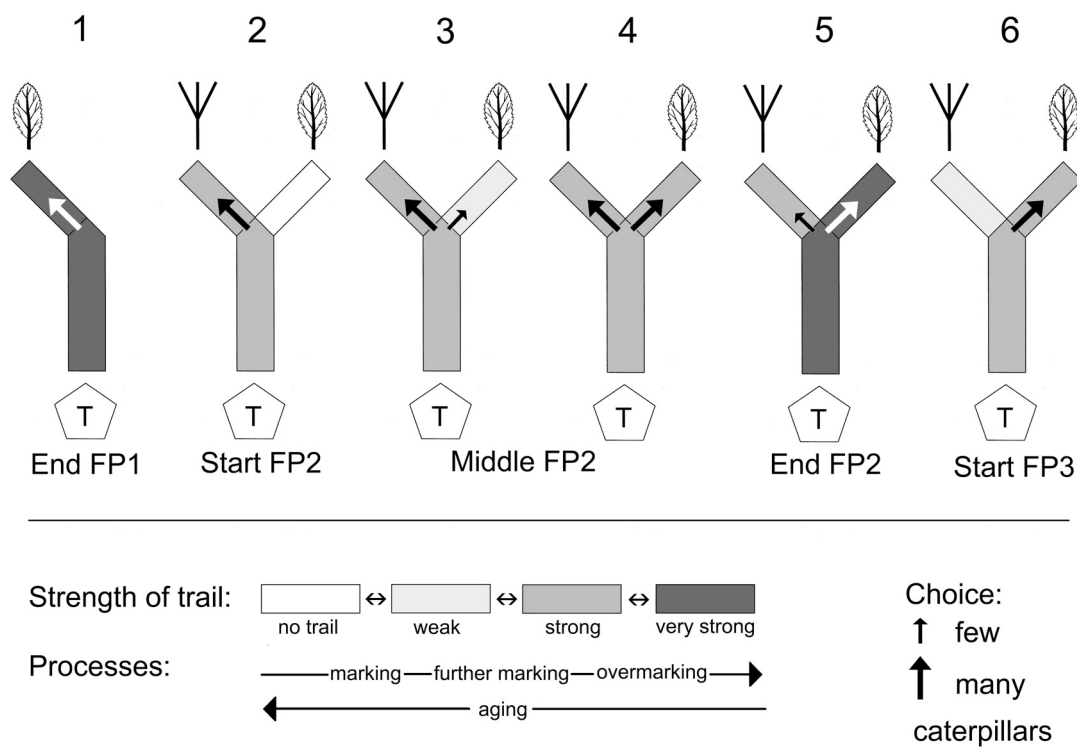 1 2 3 4 5 6
T T T T T T
End FP1 Start FP2 Middle FP2 End FP2 Start FP3
Strength of trail:
no trail weak strong very strong
Processes:
marking further marking overmarking
aging
Choice:
few
many
caterpillars